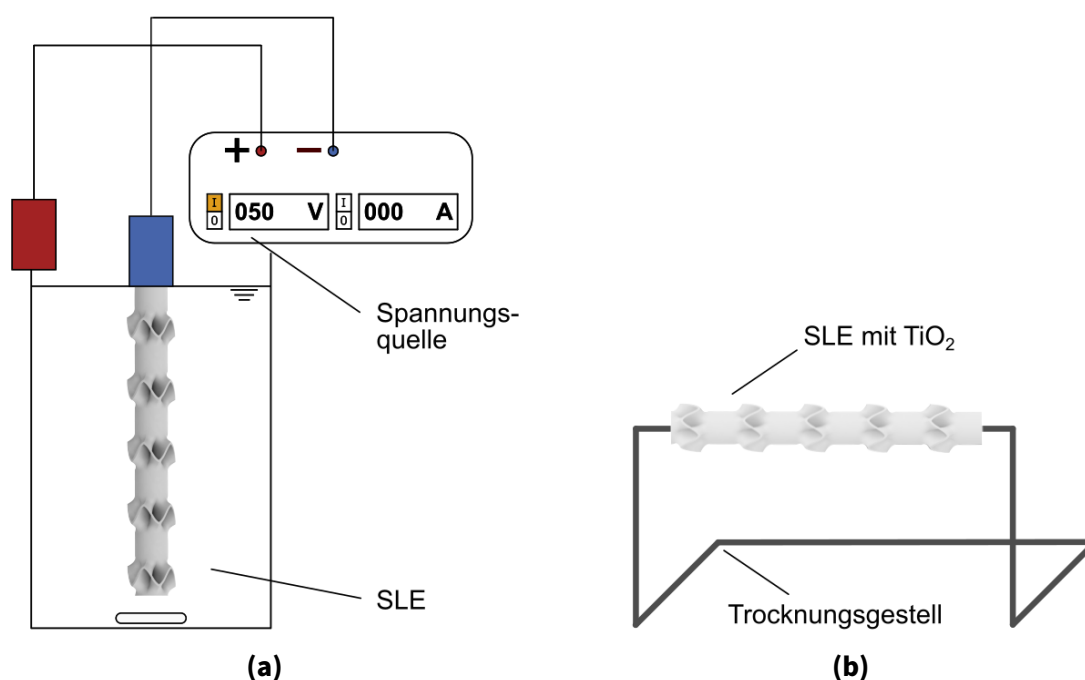 + −
I
0
050 V
I
0
000 A
Spannungs-
quelle
SLE
(a)
SLE mit TiO₂
Trocknungsgestell
(b)